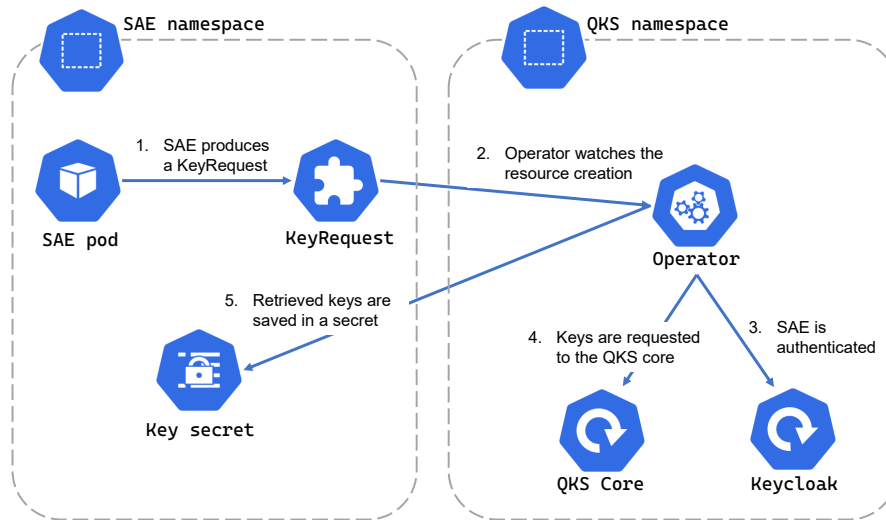 SAE namespace
QKS namespace
1. SAE produces
a KeyRequest
2. Operator watches the
resource creation
SAE pod
KeyRequest
Operator
5. Retrieved keys are
saved in a secret
4. Keys are requested
to the QKS core
3. SAE is
authenticated
Key secret
QKS Core
Keycloak